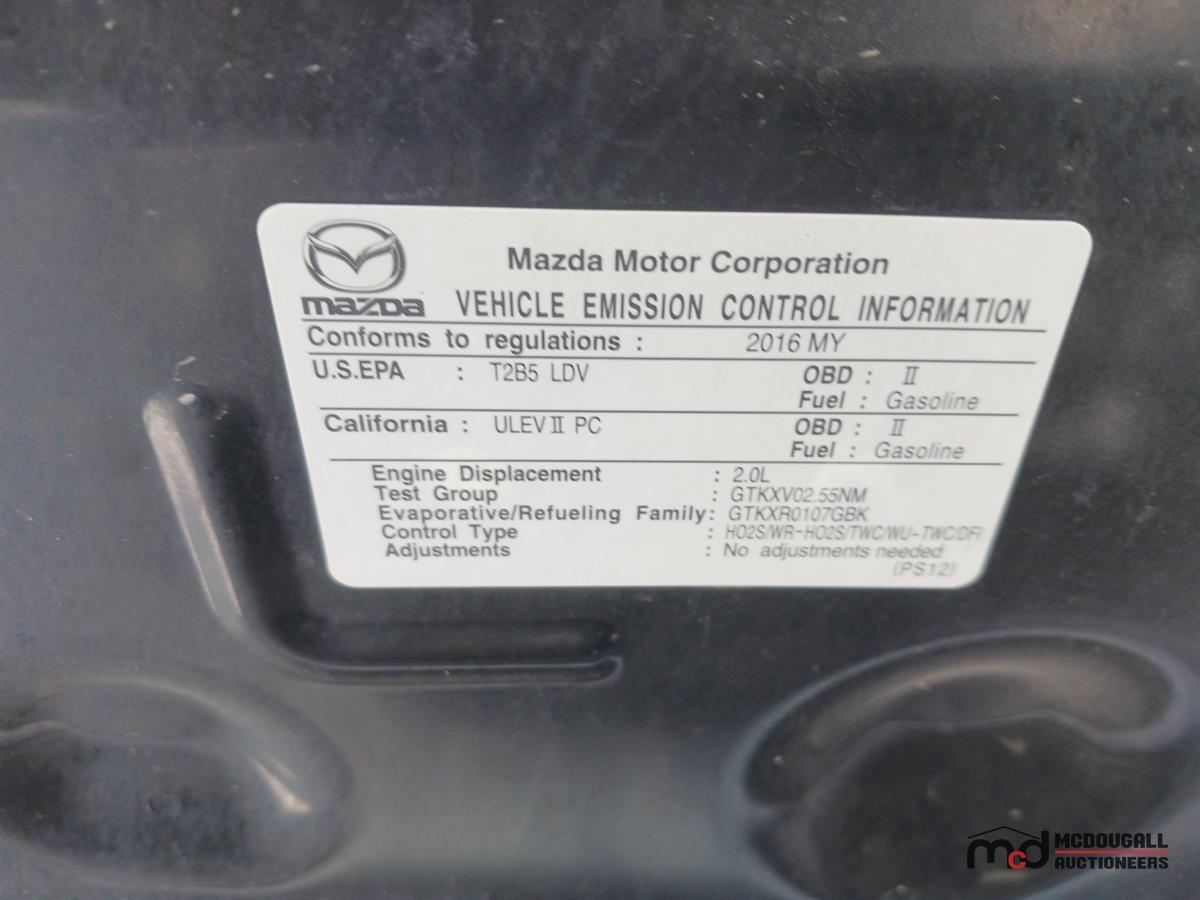 Mazda Motor Corporation
mazda VEHICLE EMISSION CONTROL INFORMATION
Conforms to regulations : 2016 MY
U.S.EPA : T2B5 LDV OBD : II
Fuel : Gasoline
California : ULEV II PC OBD : II
Fuel : Gasoline
Engine Displacement : 2.0L
Test Group : GTKXV02.55NM
Evaporative/Refueling Family: GTKXR0107GBK
Control Type : HO2S/WR-HO2S/TWC/WU-TWC/DFI
Adjustments : No adjustments needed
(PS12)
mcd MCDOUGALL
AUCTIONEERS